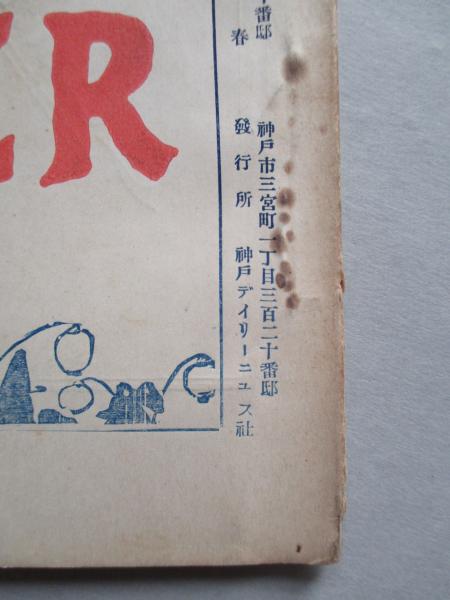 ER
十番邸
春
神戸市三宮町一丁目三百二十番邸
發行所 神戸デイリーニュス社